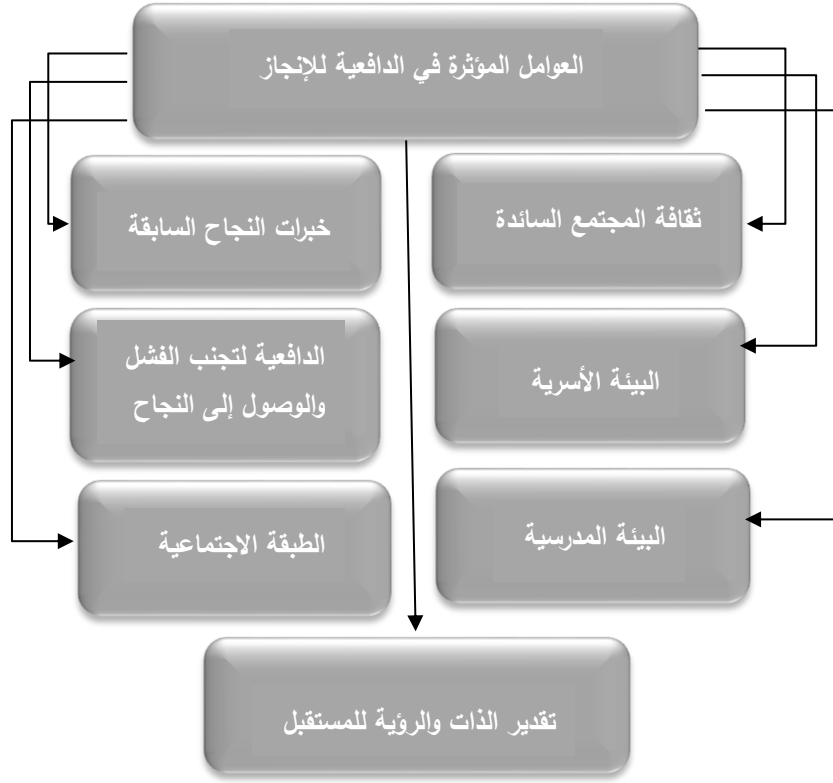 العوامل المؤثرة في الدافعية للإنجاز
ثقافة المجتمع السائدة
خبرات النجاح السابقة
البيئة الأسرية
الدافعية لتجنب الفشل
والوصول إلى النجاح
البيئة المدرسية
الطبقة الاجتماعية
تقدير الذات والرؤية للمستقبل